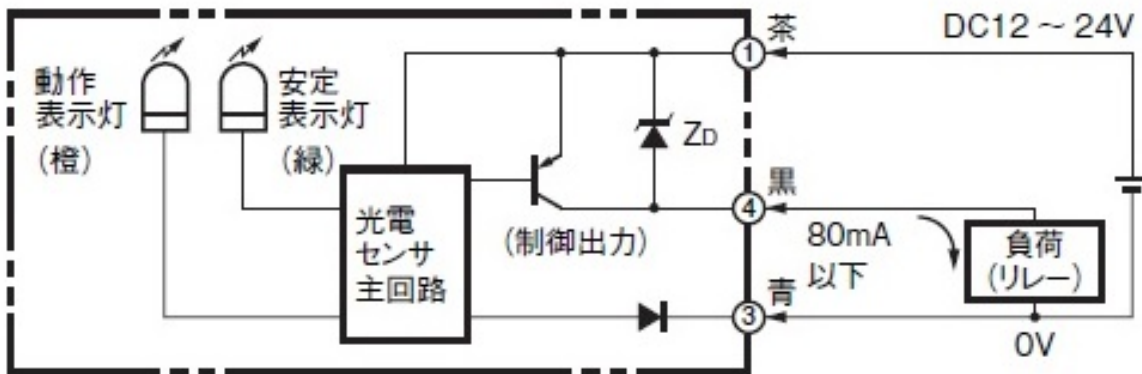 動作
表示灯
(橙)
安定
表示灯
(緑)
光電
センサ
主回路
(制御出力)
ZD
① 茶
DC12 ～ 24V
黒
④
80mA
以下
負荷
(リレー)
青
③
0V